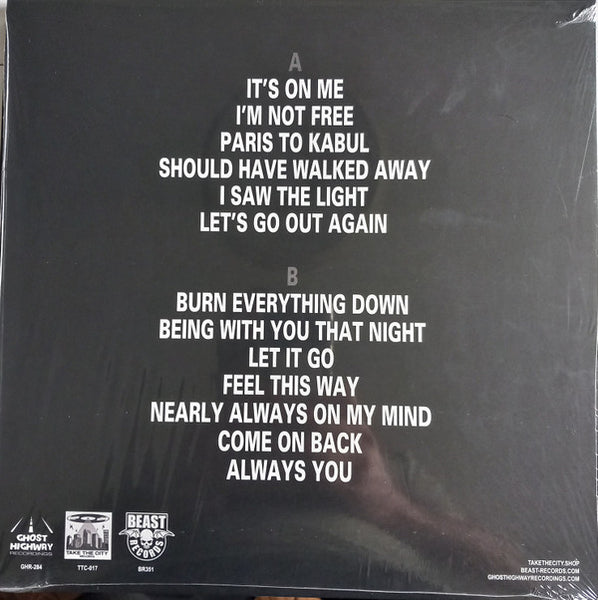 A
IT'S ON ME
I'M NOT FREE
PARIS TO KABUL
SHOULD HAVE WALKED AWAY
I SAW THE LIGHT
LET'S GO OUT AGAIN
B
BURN EVERYTHING DOWN
BEING WITH YOU THAT NIGHT
LET IT GO
FEEL THIS WAY
NEARLY ALWAYS ON MY MIND
COME ON BACK
ALWAYS YOU
GHOST
HIGHWAY
RECORDINGS
GHR-284
TAKE THE CITY
RECORDS
TTC-017
BEAST
RECORDS
BR351
TAKETHECITY.SHOP
BEAST-RECORDS.COM
GHOSTHIGHWAYRECORDINGS.COM